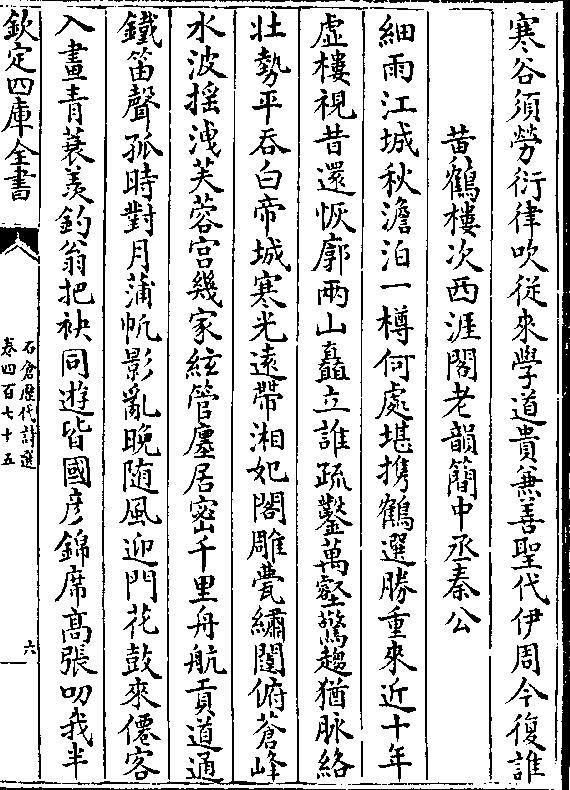 寒谷須勞衍律吹從來學道貴兼善聖代伊周今復誰
黄鶴樓次西涯閣老韻簡中丞秦公
細雨江城秋澹泊一樽何處堪携鶴選勝重來近十年
虚樓視昔還恢廓兩山矗立誰疏鑿萬壑驚趨猶脉絡
壯勢平吞白帝城寒光遠帶湘妃閣雕甍繡闥俯蒼峰
水波揺洩芙蓉宫幾家絃管廛居宻千里舟航貢道通
鐵笛聲孤時對月蒲帆影亂晚随風迎門花鼓來僊客
入畫青蓑羡釣翁把袂同遊皆國彦錦席髙張叨我半
欽定四庫全書
石倉歴代詩選
卷四百七十五
六